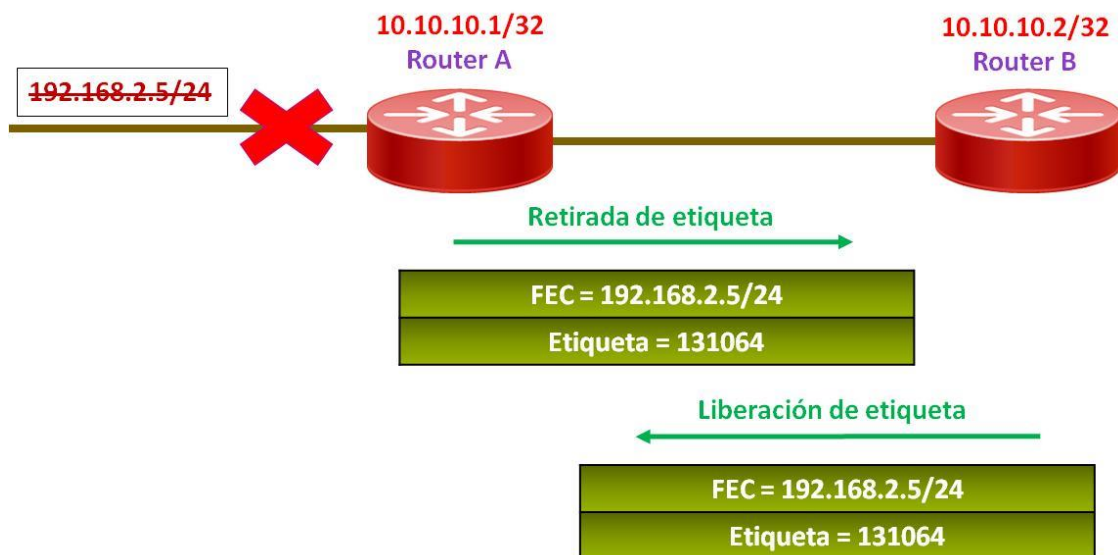 10.10.10.1/32
Router A
10.10.10.2/32
Router B
192.168.2.5/24
Retirada de etiqueta
FEC = 192.168.2.5/24
Etiqueta = 131064
Liberación de etiqueta
FEC = 192.168.2.5/24
Etiqueta = 131064